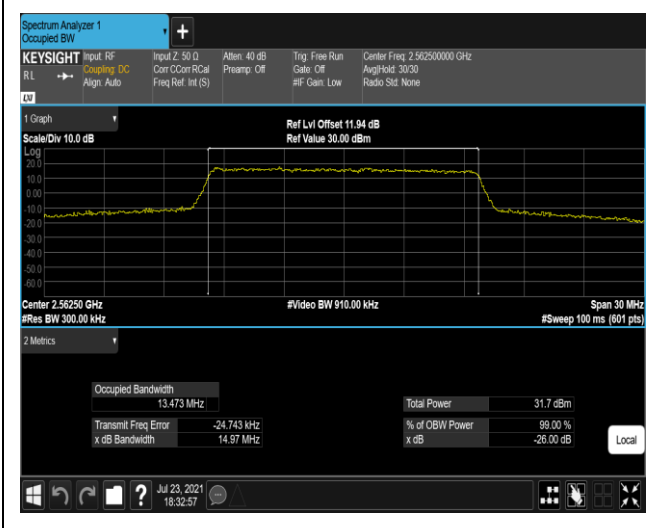 Spectrum Analyzer 1
Occupied BW
+
KEYSIGHT
RL
LXI
Input: RF
Coupling: DC
Align: Auto
Input Z: 50 Ω
Corr CCorr RCal
Freq Ref: Int (S)
Atten: 40 dB
Preamp: Off
Trig: Free Run
Gate: Off
#IF Gain: Low
Center Freq: 2.562500000 GHz
Avg|Hold: 30/30
Radio Std: None
1 Graph
Scale/Div 10.0 dB
Ref Lvl Offset 11.94 dB
Ref Value 30.00 dBm
Log
20.0
10.0
0.00
-10.0
-20.0
-30.0
-40.0
-50.0
-60.0
Center 2.56250 GHz
#Video BW 910.00 kHz
Span 30 MHz
#Res BW 300.00 kHz
#Sweep 100 ms (601 pts)
2 Metrics
Occupied Bandwidth
13.473 MHz
Total Power 31.7 dBm
Transmit Freq Error -24.743 kHz
% of OBW Power 99.00 %
x dB Bandwidth 14.97 MHz
x dB -26.00 dB
Local
?
Jul 23, 2021
18:32:57